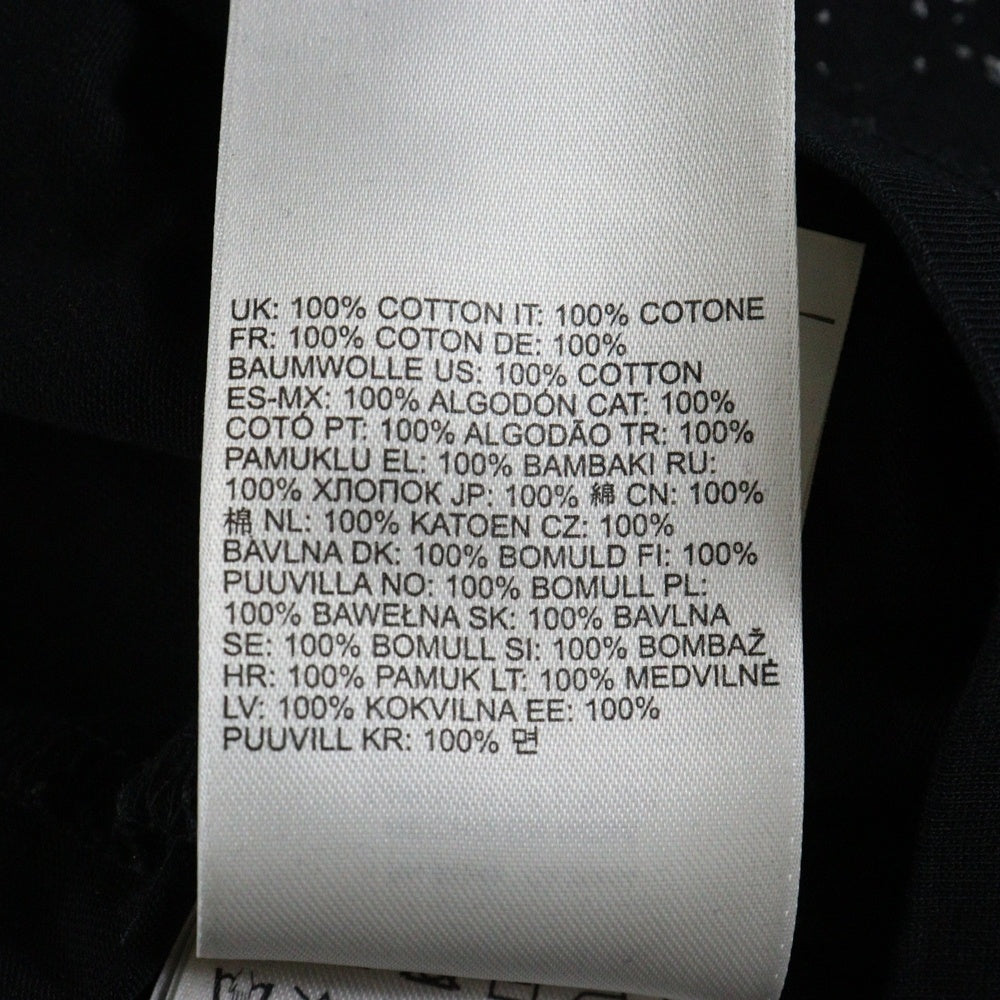 UK: 100% COTTON IT: 100% COTONE
FR: 100% COTON DE: 100%
BAUMWOLLE US: 100% COTTON
ES-MX: 100% ALGODÓN CAT: 100%
COTÓ PT: 100% ALGODÃO TR: 100%
PAMUKLU EL: 100% BAMBAKI RU:
100% ХЛОПОК JP: 100% 綿 CN: 100%
棉 NL: 100% KATOEN CZ: 100%
BAVLNA DK: 100% BOMULD FI: 100%
PUUVILLA NO: 100% BOMULL PL:
100% BAWEŁNA SK: 100% BAVLNA
SE: 100% BOMULL SI: 100% BOMBAŽ
HR: 100% PAMUK LT: 100% MEDVILNĖ
LV: 100% KOKVILNA EE: 100%
PUUVILL KR: 100% 면